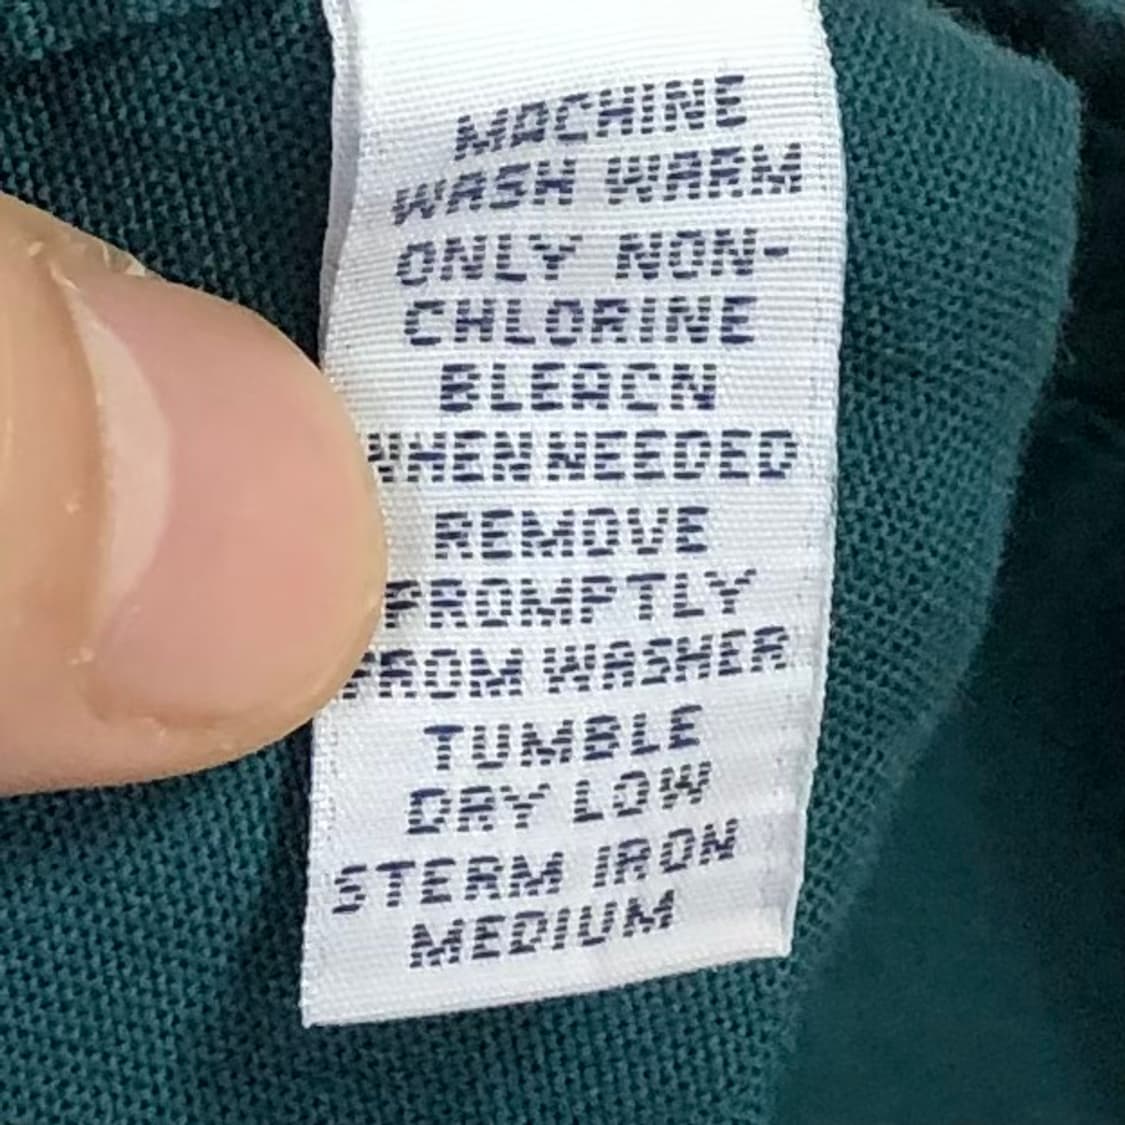 MACHINE
WASH WARM
ONLY NON-
CHLORINE
BLEACN
WHEN NEEDED
REMOVE
PROMPTLY
FROM WASHER
TUMBLE
DRY LOW
STERM IRON
MEDIUM